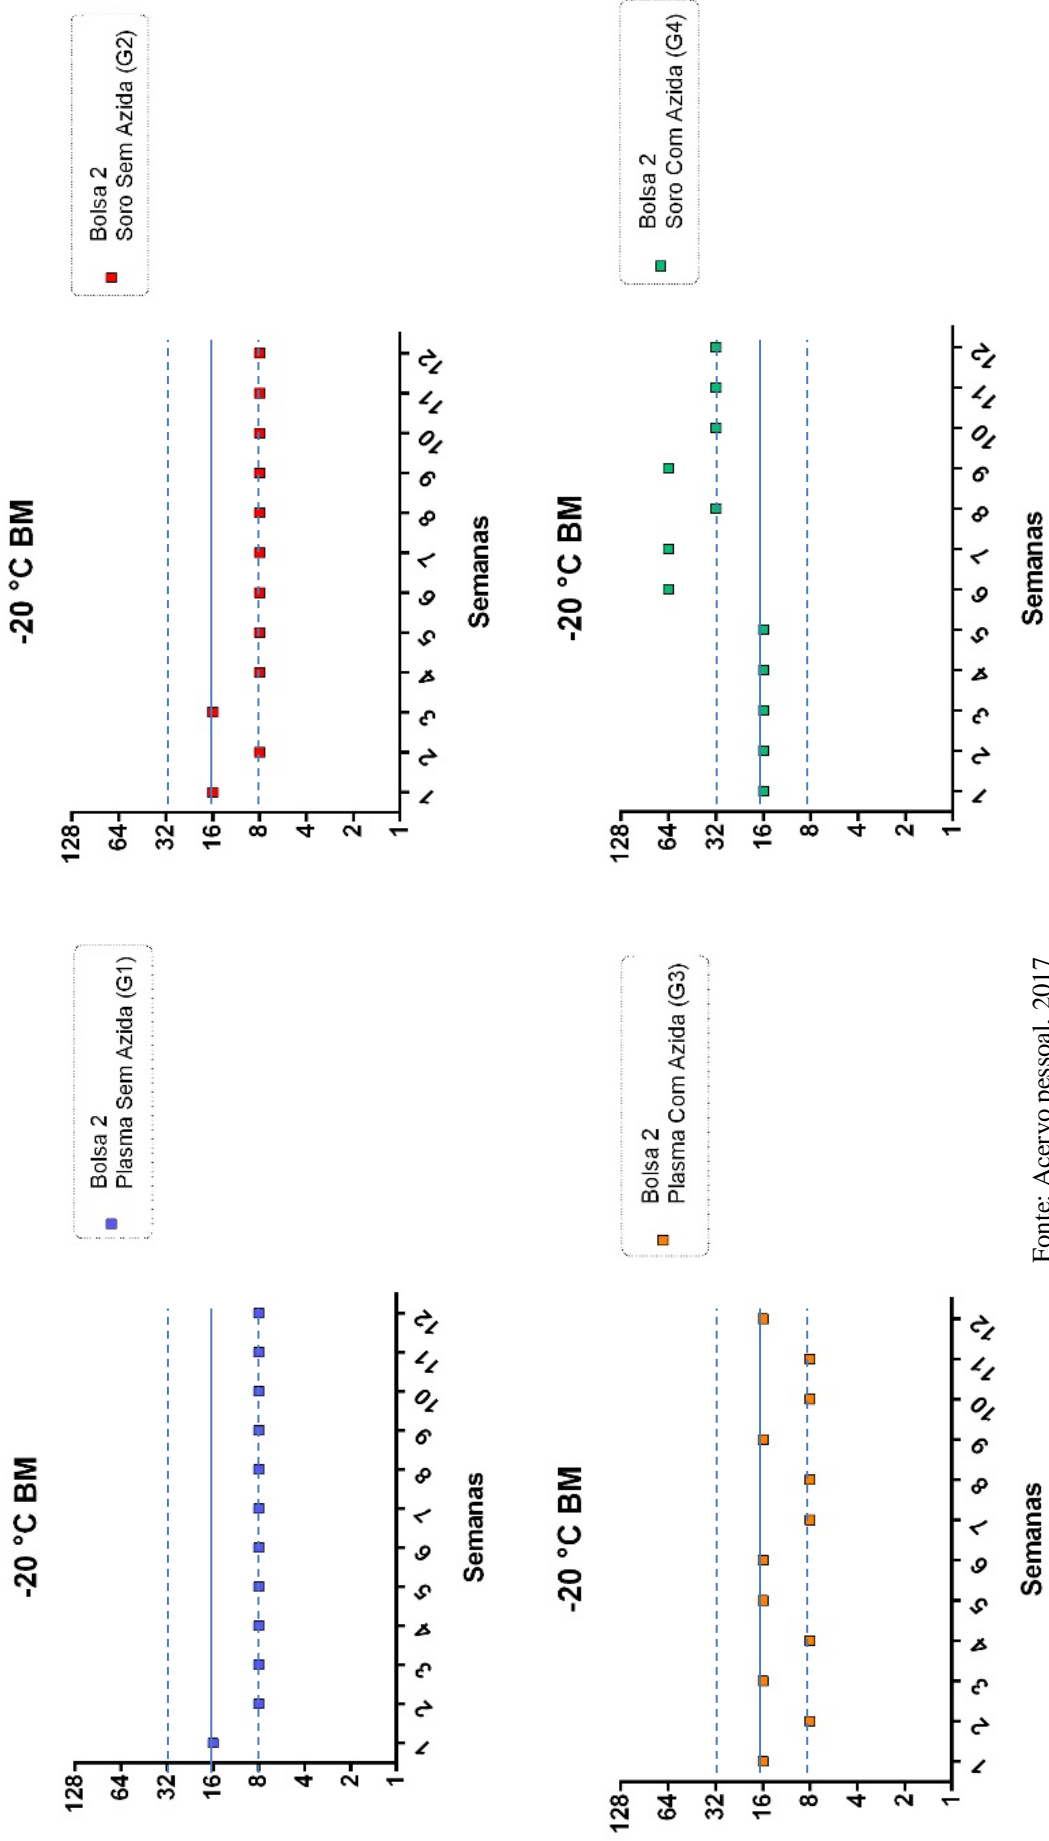 -20 °C BM
Bolsa 2
Plasma Sem Azida (G1)
128
64
32
16
8
4
2
1
1 2 3 4 5 6 7 8 9 10 11 12
Semanas
-20 °C BM
Bolsa 2
Soro Sem Azida (G2)
128
64
32
16
8
4
2
1
1 2 3 4 5 6 7 8 9 10 11 12
Semanas
-20 °C BM
Bolsa 2
Plasma Com Azida (G3)
128
64
32
16
8
4
2
1
1 2 3 4 5 6 7 8 9 10 11 12
Semanas
-20 °C BM
Bolsa 2
Soro Com Azida (G4)
128
64
32
16
8
4
2
1
1 2 3 4 5 6 7 8 9 10 11 12
Semanas
Fonte: Acervo pessoal, 2017